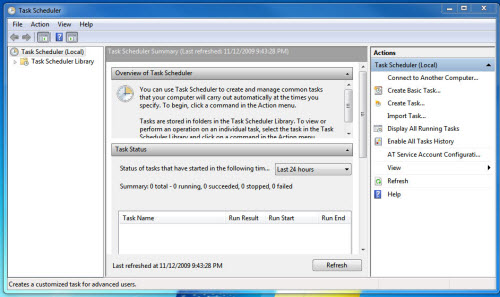 Task Scheduler
File Action View Help
Task Scheduler (Local)
Task Scheduler Library
Task Scheduler Summary (Last refreshed: 11/12/2009 9:43:28 PM)
Overview of Task Scheduler
You can use Task Scheduler to create and manage common tasks
that your computer will carry out automatically at the times you
specify. To begin, click a command in the Action menu.
Tasks are stored in folders in the Task Scheduler Library. To view or
perform an operation on an individual task, select the task in the
Task Scheduler Library and click on a command in the Action menu.
Task Status
Status of tasks that have started in the following tim... Last 24 hours
Summary: 0 total - 0 running, 0 succeeded, 0 stopped, 0 failed
Task Name Run Result Run Start Run End
Last refreshed at 11/12/2009 9:43:28 PM Refresh
Actions
Task Scheduler (Local)
Connect to Another Computer...
Create Basic Task...
Create Task...
Import Task...
Display All Running Tasks
Enable All Tasks History
AT Service Account Configurati...
View
Refresh
Help
Creates a customized task for advanced users.